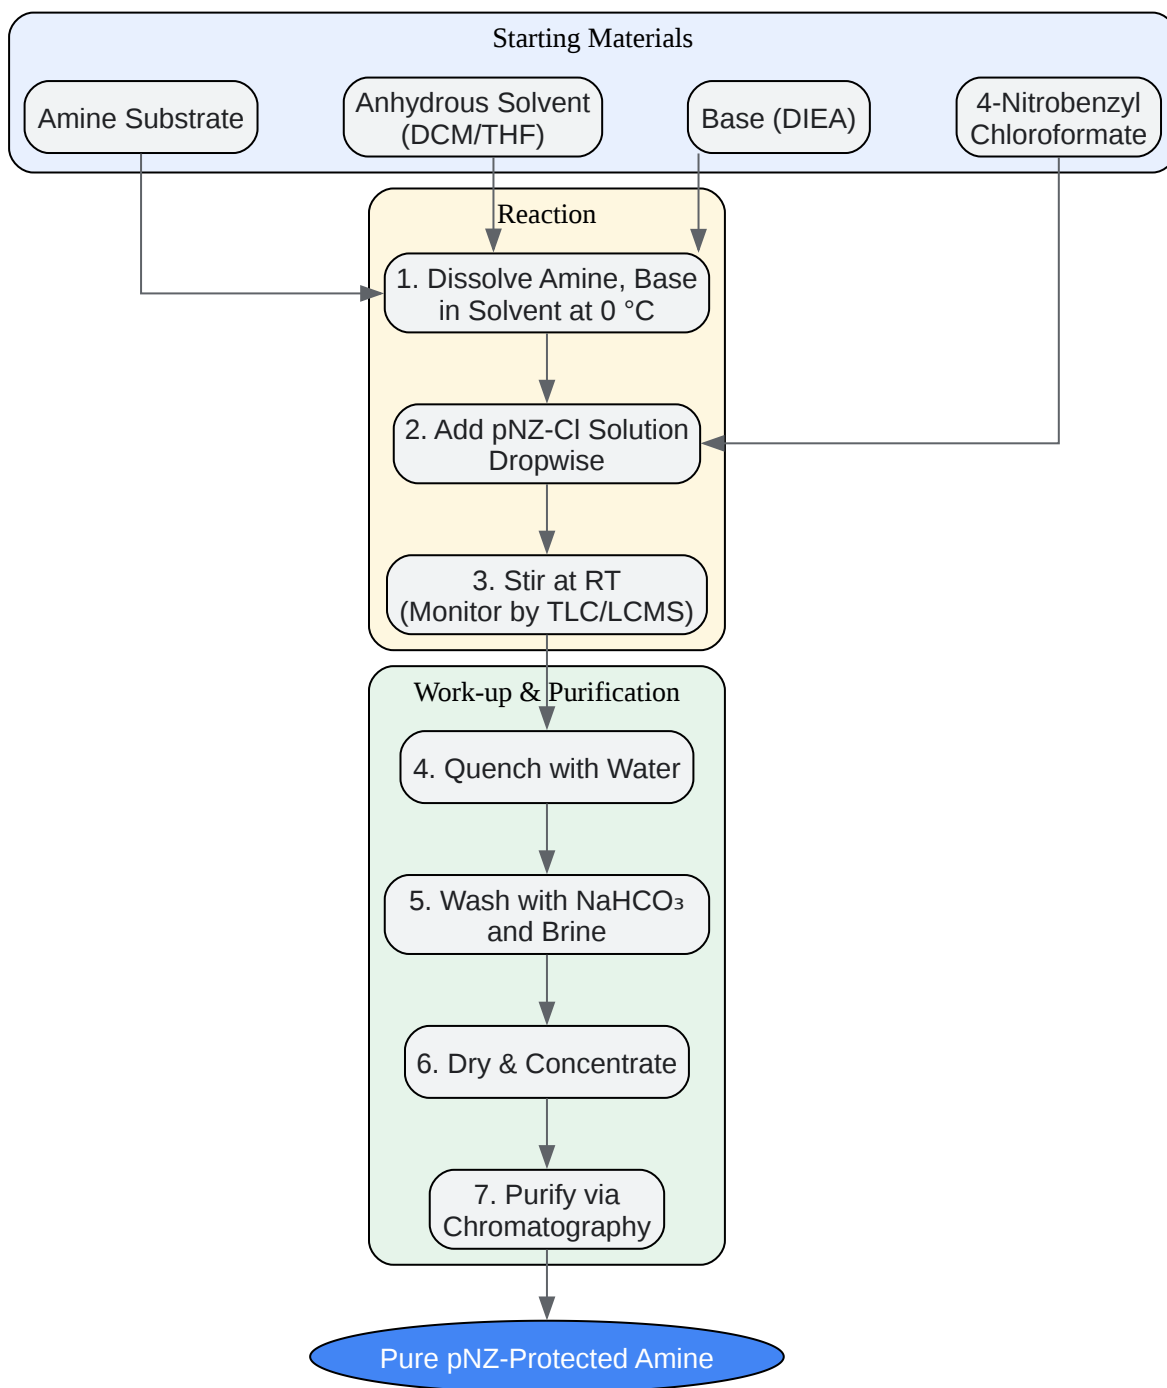 Starting Materials
Amine Substrate
Anhydrous Solvent
(DCM/THF)
Base (DIEA)
4-Nitrobenzyl
Chloroformate
Reaction
1. Dissolve Amine, Base
in Solvent at 0 °C
2. Add pNZ-Cl Solution
Dropwise
3. Stir at RT
(Monitor by TLC/LCMS)
Work-up & Purification
4. Quench with Water
5. Wash with NaHCO₃
and Brine
6. Dry & Concentrate
7. Purify via
Chromatography
Pure pNZ-Protected Amine